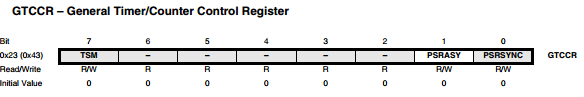 GTCCR – General Timer/Counter Control Register
Bit 7 6 5 4 3 2 1 0
0x23 (0x43) TSM – – – – – PSRASY PSRSYNC GTCCR
Read/Write R/W R R R R R R/W R/W
Initial Value 0 0 0 0 0 0 0 0